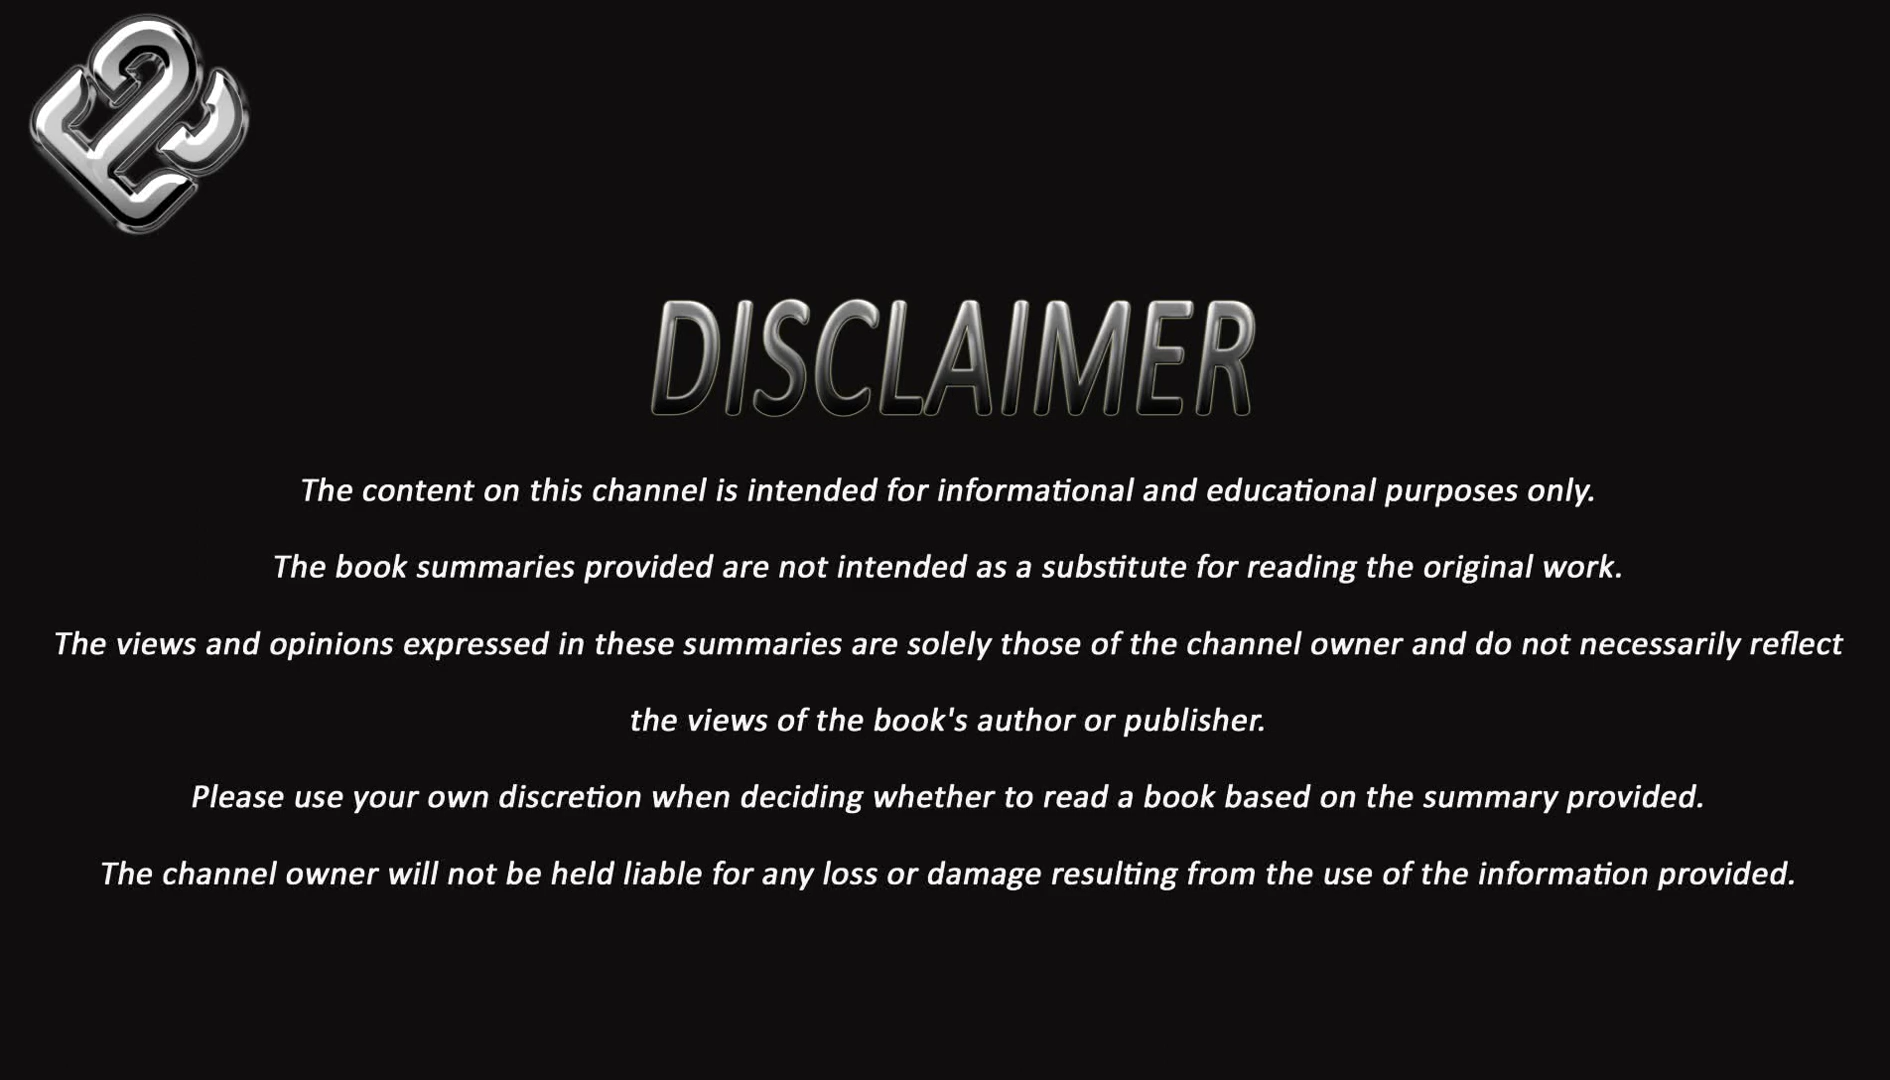 DISCLAIMER
The content on this channel is intended for informational and educational purposes only.
The book summaries provided are not intended as a substitute for reading the original work.
The views and opinions expressed in these summaries are solely those of the channel owner and do not necessarily reflect
the views of the book's author or publisher.
Please use your own discretion when deciding whether to read a book based on the summary provided.
The channel owner will not be held liable for any loss or damage resulting from the use of the information provided.